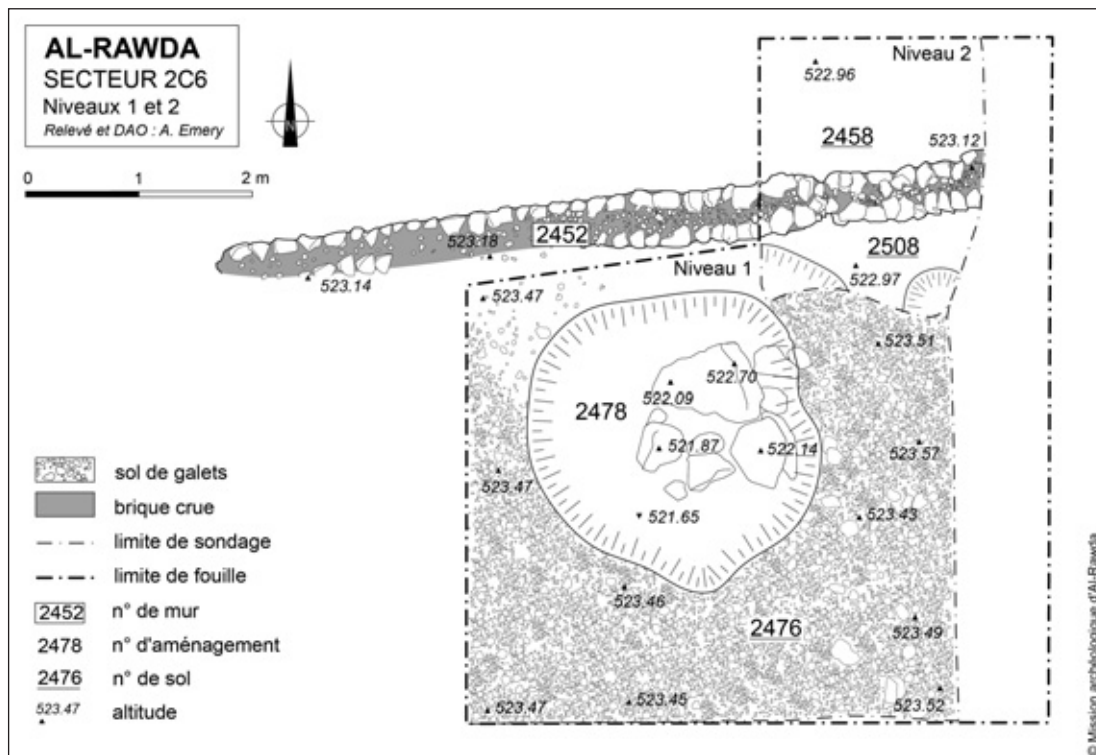 AL-RAWDA
SECTEUR 2C6
Niveaux 1 et 2
Relevé et DAO : A. Emery
N
0 1 2 m
Niveau 2
522.96
2458
523.12
2452
523.18
523.14
2508
522.97
Niveau 1
523.47
523.51
522.70
522.09
2478
521.87
522.14
523.57
523.47
521.65
523.43
523.46
2476
523.49
523.52
523.45
523.47
sol de galets
brique crue
limite de sondage
limite de fouille
2452 n° de mur
2478 n° d'aménagement
2476 n° de sol
523.47 altitude
© Mission archéologique d'Al-Rawda